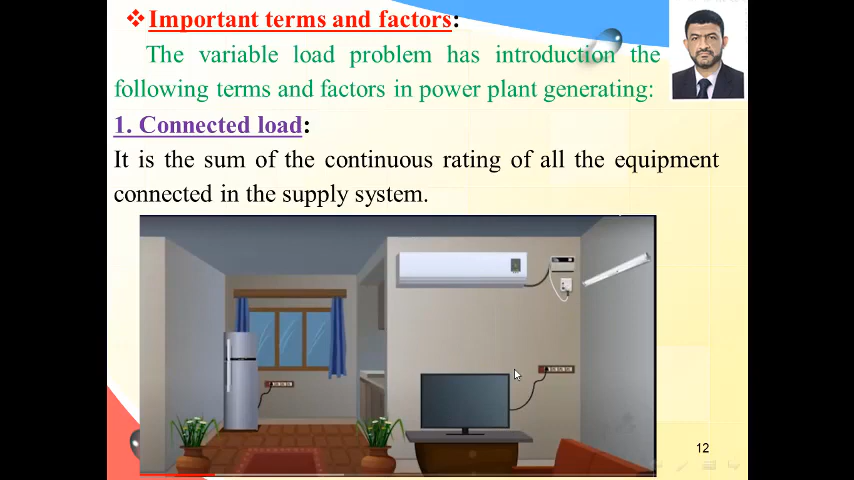 ❖Important terms and factors:
The variable load problem has introduction the
following terms and factors in power plant generating:
1. Connected load:
It is the sum of the continuous rating of all the equipment
connected in the supply system.
12